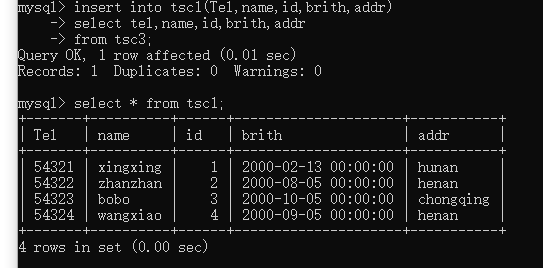 mysql> insert into tsc1(Tel,name,id,brith,addr)
    -> select tel,name,id,brith,addr
    -> from tsc3;
Query OK, 1 row affected (0.01 sec)
Records: 1  Duplicates: 0  Warnings: 0
mysql> select * from tsc1;
+-------+----------+------+---------------------+-----------+
| Tel   | name     | id   | brith               | addr      |
+-------+----------+------+---------------------+-----------+
| 54321 | xingxing |    1 | 2000-02-13 00:00:00 | hunan     |
| 54322 | zhanzhan |    2 | 2000-08-05 00:00:00 | henan     |
| 54323 | bobo     |    3 | 2000-10-05 00:00:00 | chongqing |
| 54324 | wangxiao |    4 | 2000-09-05 00:00:00 | henan     |
+-------+----------+------+---------------------+-----------+
4 rows in set (0.00 sec)